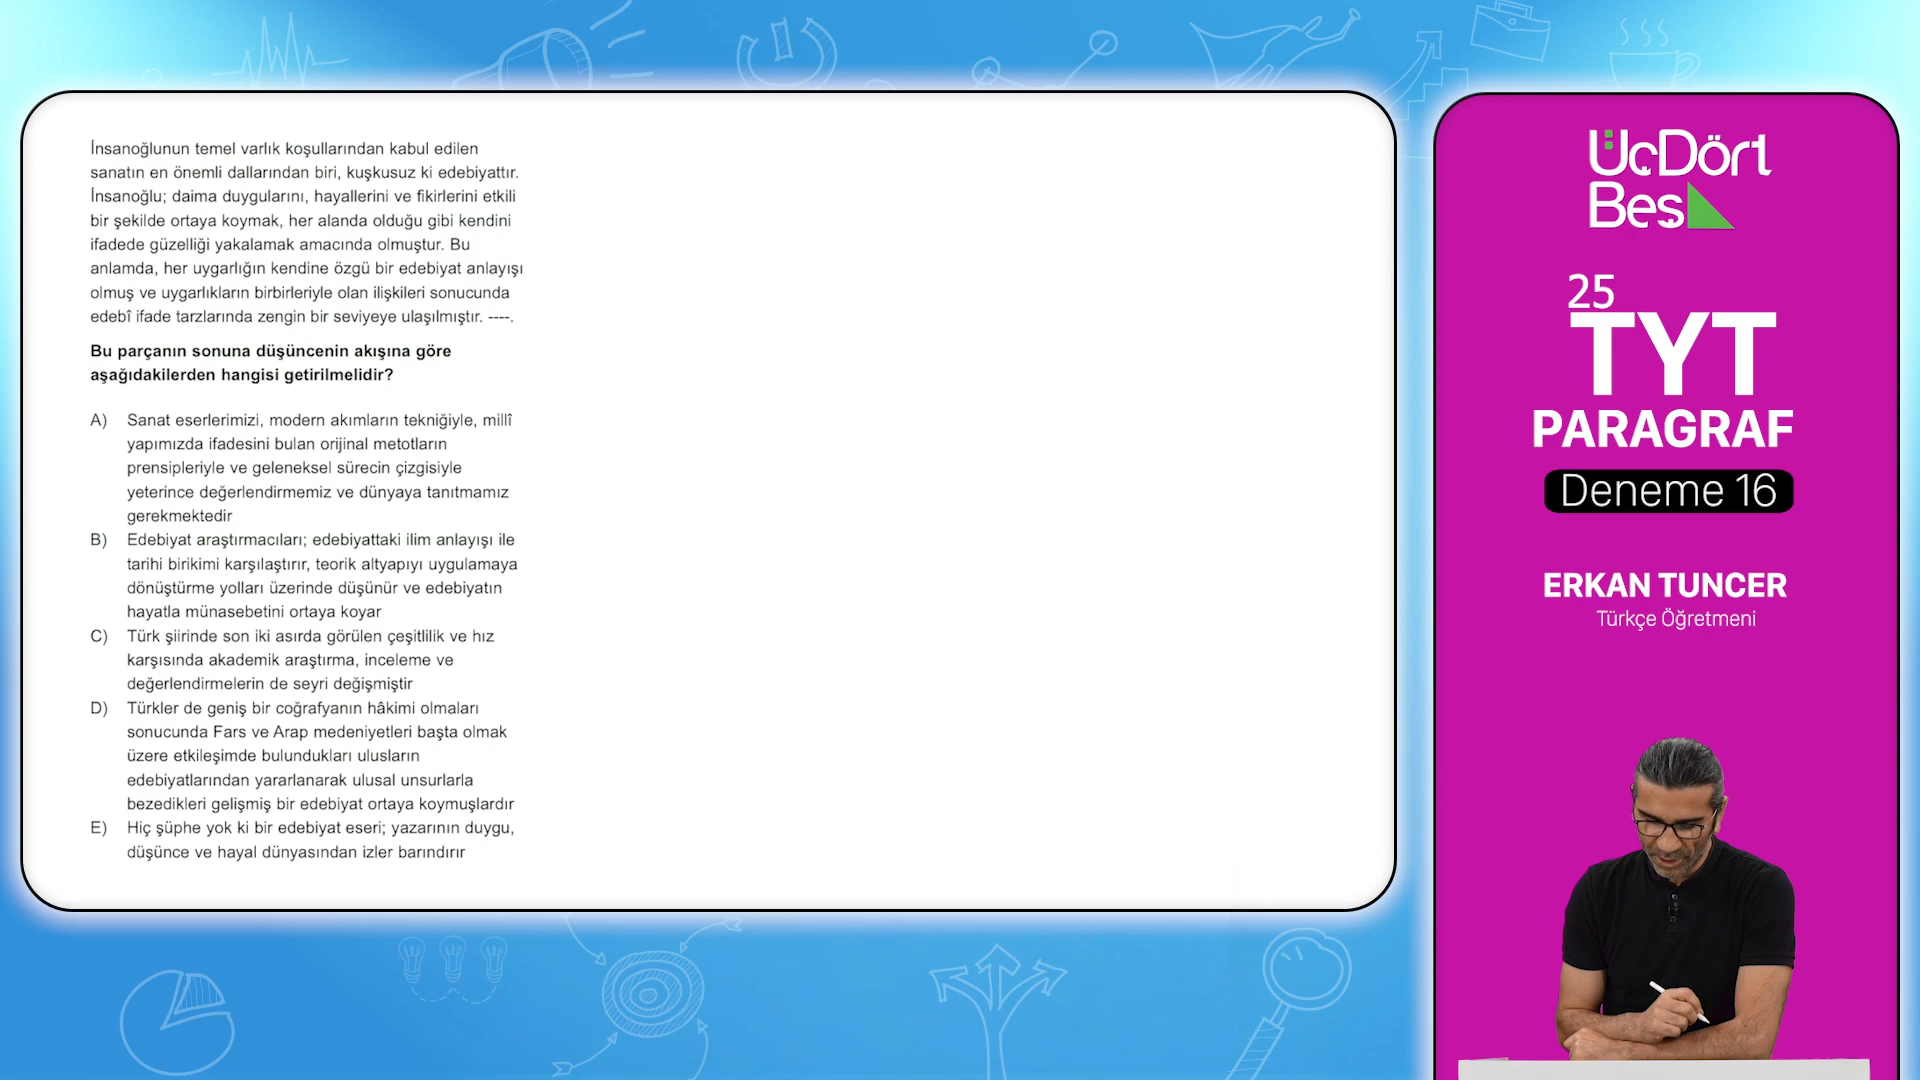 İnsanoğlunun temel varlık koşullarından kabul edilen
sanatın en önemli dallarından biri, kuşkusuz ki edebiyattır.
İnsanoğlu; daima duygularını, hayallerini ve fikirlerini etkili
bir şekilde ortaya koymak, her alanda olduğu gibi kendini
ifadede güzelliği yakalamak amacında olmuştur. Bu
anlamda, her uygarlığın kendine özgü bir edebiyat anlayışı
olmuş ve uygarlıkların birbirleriyle olan ilişkileri sonucunda
edebî ifade tarzlarında zengin bir seviyeye ulaşılmıştır. ----.
Bu parçanın sonuna düşüncenin akışına göre
aşağıdakilerden hangisi getirilmelidir?
A) Sanat eserlerimizi, modern akımların tekniğiyle, millî
yapımızda ifadesini bulan orijinal metotların
prensipleriyle ve geleneksel sürecin çizgisiyle
yeterince değerlendirmemiz ve dünyaya tanıtmamız
gerekmektedir
B) Edebiyat araştırmacıları; edebiyattaki ilim anlayışı ile
tarihi birikimi karşılaştırır, teorik altyapıyı uygulamaya
dönüştürme yolları üzerinde düşünür ve edebiyatın
hayatla münasebetini ortaya koyar
C) Türk şiirinde son iki asırda görülen çeşitlilik ve hız
karşısında akademik araştırma, inceleme ve
değerlendirmelerin de seyri değişmiştir
D) Türkler de geniş bir coğrafyanın hâkimi olmaları
sonucunda Fars ve Arap medeniyetleri başta olmak
üzere etkileşimde bulundukları ulusların
edebiyatlarından yararlanarak ulusal unsurlarla
bezedikleri gelişmiş bir edebiyat ortaya koymuşlardır
E) Hiç şüphe yok ki bir edebiyat eseri; yazarının duygu,
düşünce ve hayal dünyasından izler barındırır
ÜçDört
Beş
25
TYT
PARAGRAF
Deneme 16
ERKAN TUNCER
Türkçe Öğretmeni